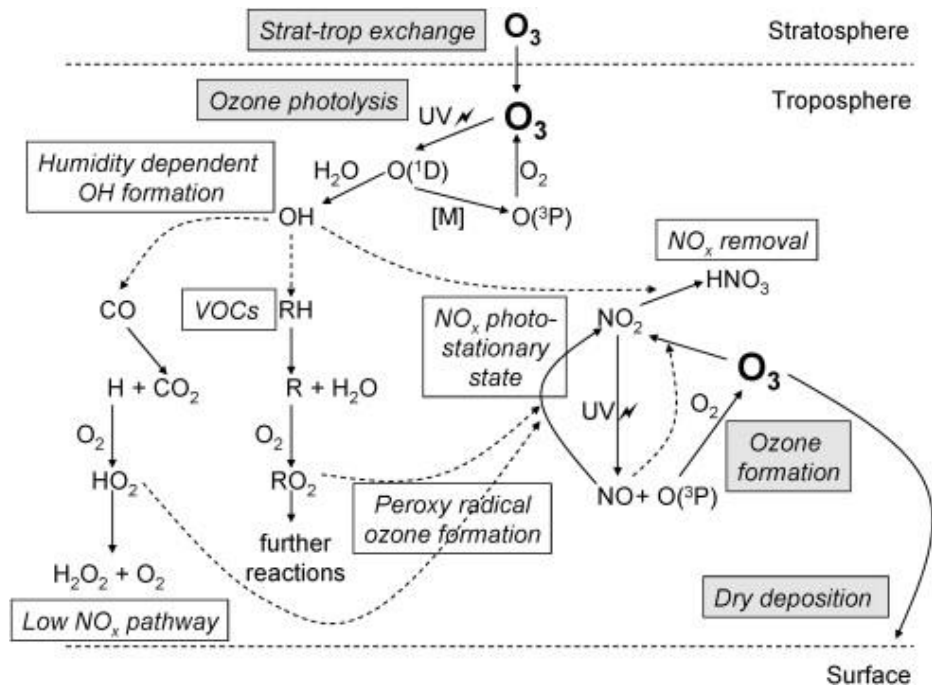 Strat-trop exchange
O₃
Stratosphere
Ozone photolysis
Troposphere
UV
O₃
Humidity dependent
OH formation
H₂O
O(¹D)
O₂
[M]
O(³P)
OH
NOₓ removal
HNO₃
CO
VOCs
RH
NOₓ photo-
stationary
state
NO₂
O₃
H + CO₂
R + H₂O
UV
O₂
O₂
O₂
Ozone
formation
HO₂
RO₂
NO+ O(³P)
Peroxy radical
ozone formation
further
reactions
H₂O₂ + O₂
Low NOₓ pathway
Dry deposition
Surface